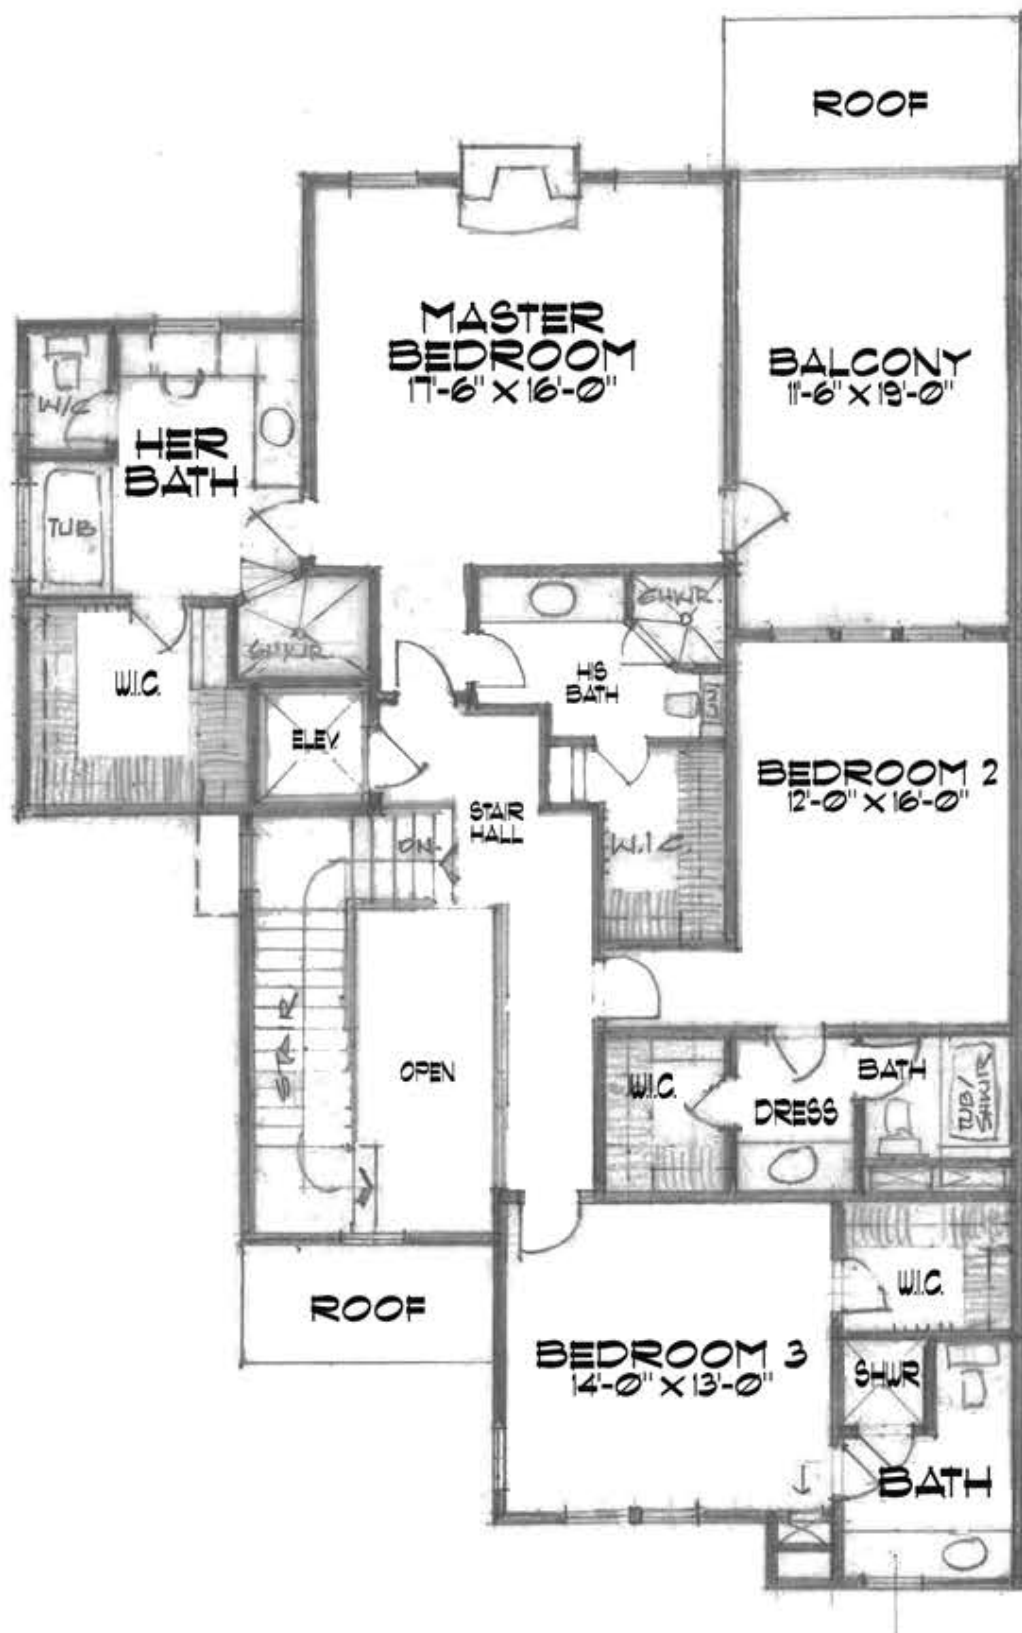 ROOF
MASTER
BEDROOM
17'-6" X 16'-0"
BALCONY
11'-6" X 19'-0"
W/C
HER
BATH
TUB
SHWR.
SHWR.
HIS
BATH
W.I.C.
ELEV.
STAIR
HALL
DN.
BEDROOM 2
12'-0" X 16'-0"
W.I.C.
STAIR
OPEN
W.I.C.
DRESS
BATH
TUB/
SHWR
ROOF
W.I.C.
BEDROOM 3
14'-0" X 13'-0"
SHWR
BATH